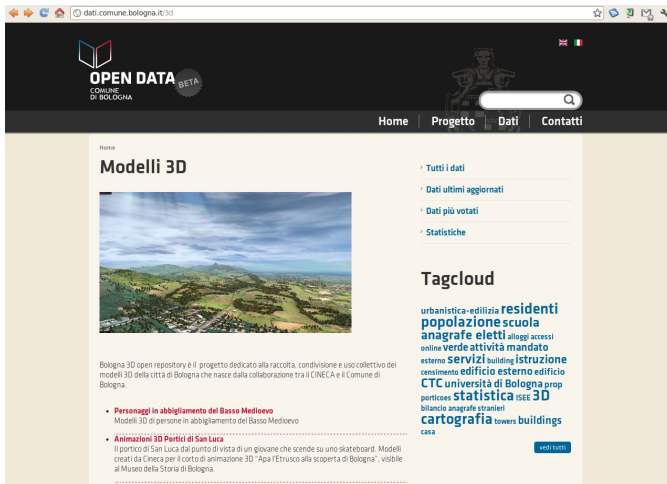 dati.comune.bologna.it/3d
OPEN DATA BETA
COMUNE
DI BOLOGNA
Home Progetto Dati Contatti
Home
Modelli 3D
Bologna 3D open repository è il progetto dedicato alla raccolta, condivisione e uso collettivo dei
modelli 3D della città di Bologna che nasce dalla collaborazione tra il CINECA e il Comune di
Bologna.
Personaggi in abbigliamento del Basso Medioevo
Modelli 3D di persone in abbigliamento del Basso Medioevo
Animazioni 3D Portici di San Luca
Il portico di San Luca dal punto di vista di un giovane che scende su uno skateboard. Modelli
creati da Cineca per il corto di animazione 3D "Apa l'Etrusco alla scoperta di Bologna", visibile
al Museo della Storia di Bologna.
Tutti i dati
Dati ultimi aggiornati
Dati più votati
Statistiche
Tagcloud
urbanistica-edilizia residenti
popolazione scuola
anagrafe eletti alloggi accessi
online verde attività mandato
esterno servizi building istruzione
censimento edificio esterno edificio
CTC università di Bologna prop
porticoes statistica ISEE 3D
bilancio anagrafe stranieri
cartografia towers buildings
casa
vedi tutti